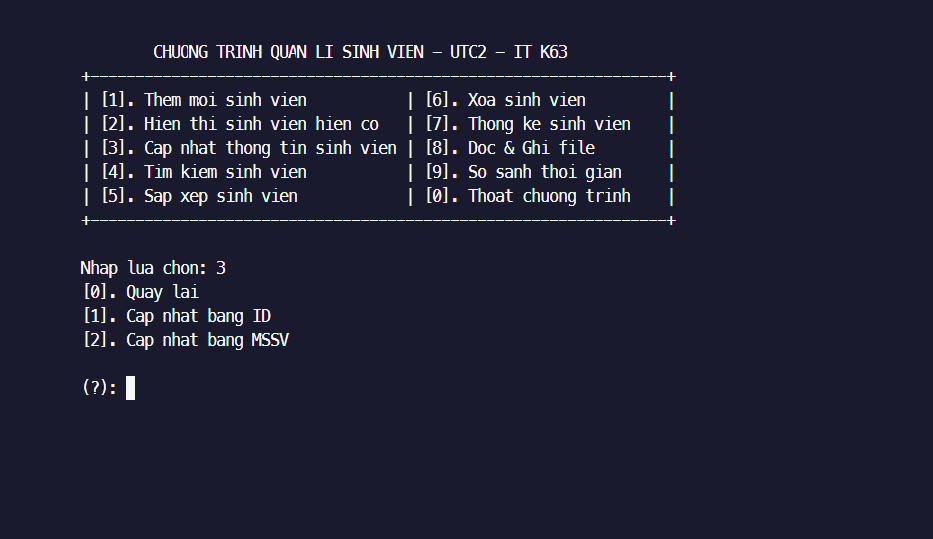 CHUONG TRINH QUAN LI SINH VIEN - UTC2 - IT K63
+----------------------------------------------------------------+
| [1]. Them moi sinh vien           | [6]. Xoa sinh vien         |
| [2]. Hien thi sinh vien hien co   | [7]. Thong ke sinh vien    |
| [3]. Cap nhat thong tin sinh vien | [8]. Doc & Ghi file        |
| [4]. Tim kiem sinh vien           | [9]. So sanh thoi gian     |
| [5]. Sap xep sinh vien            | [0]. Thoat chuong trinh    |
+----------------------------------------------------------------+
Nhap lua chon: 3
[0]. Quay lai
[1]. Cap nhat bang ID
[2]. Cap nhat bang MSSV
(?):